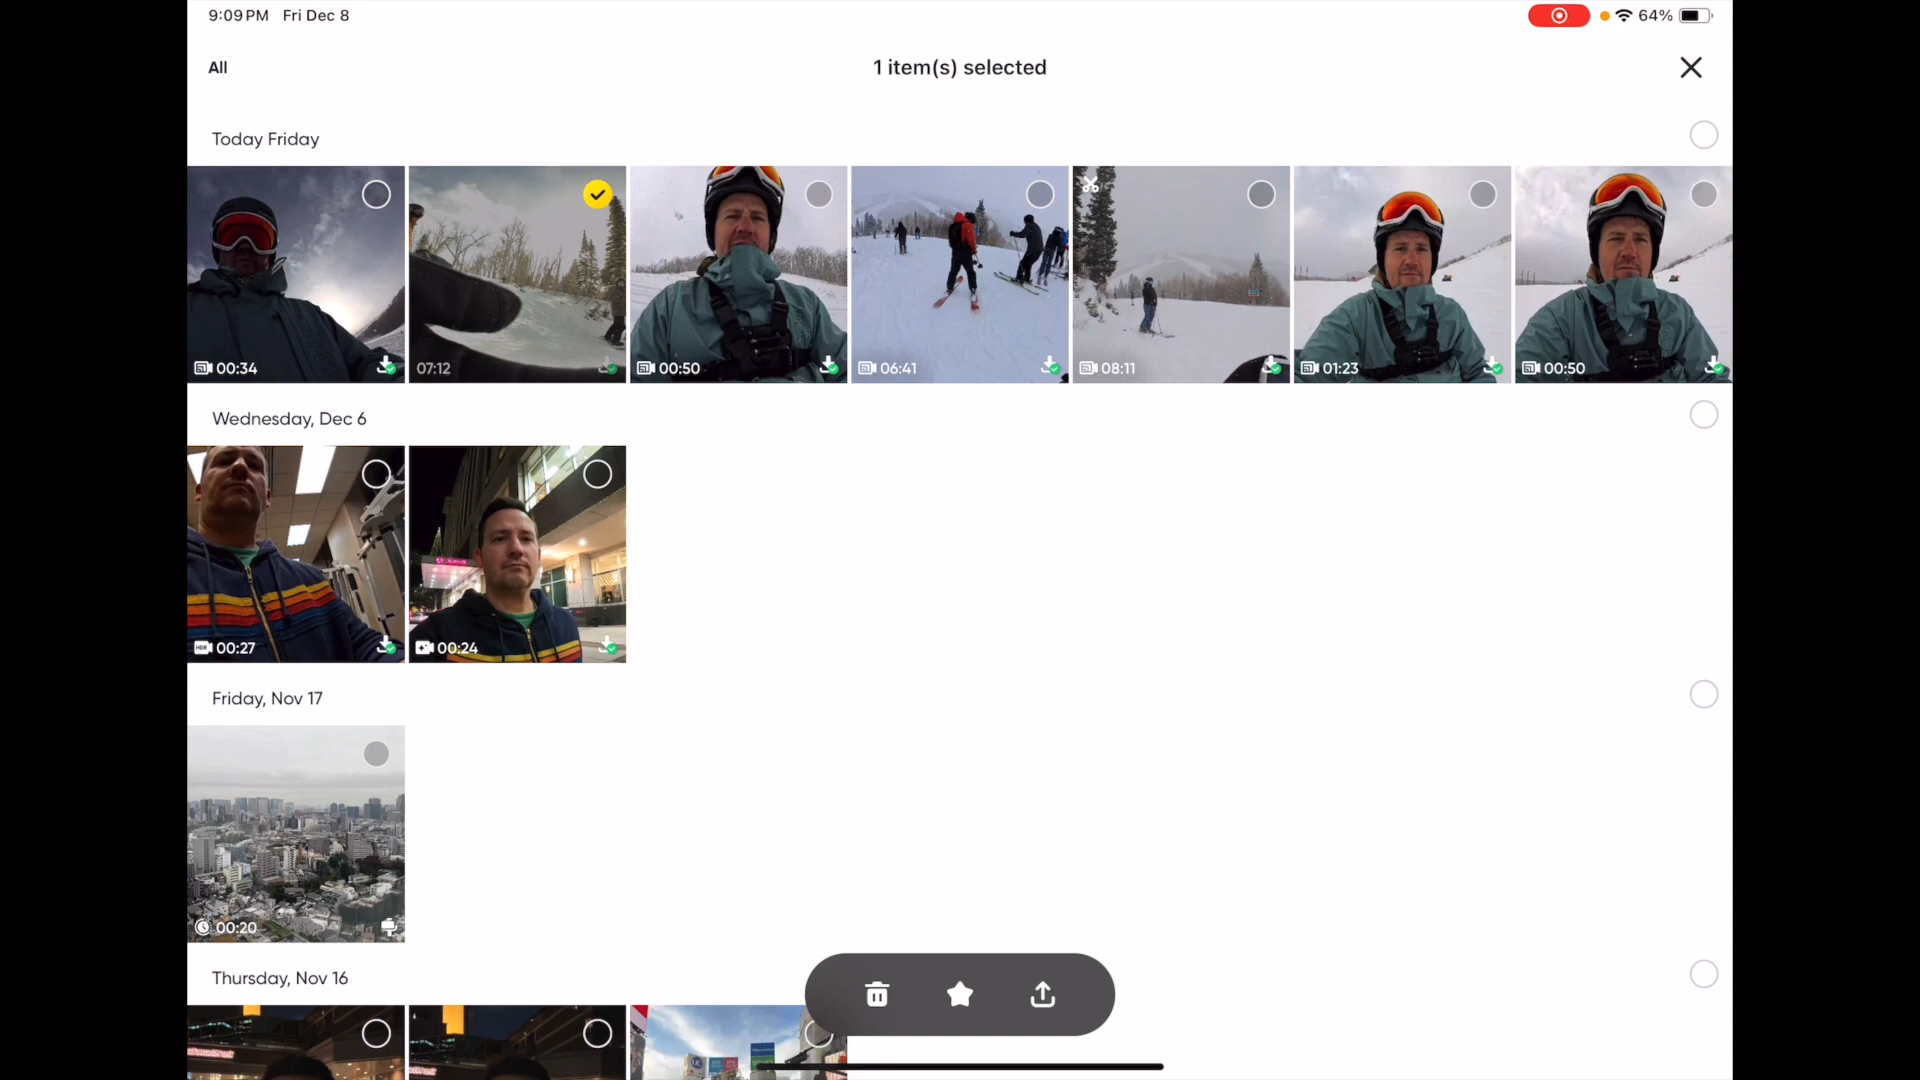 9:09 PM Fri Dec 8
64%
All
1 item(s) selected
Today Friday
00:34
07:12
00:50
06:41
08:11
01:23
00:50
Wednesday, Dec 6
HDR 00:27
00:24
Friday, Nov 17
00:20
Thursday, Nov 16